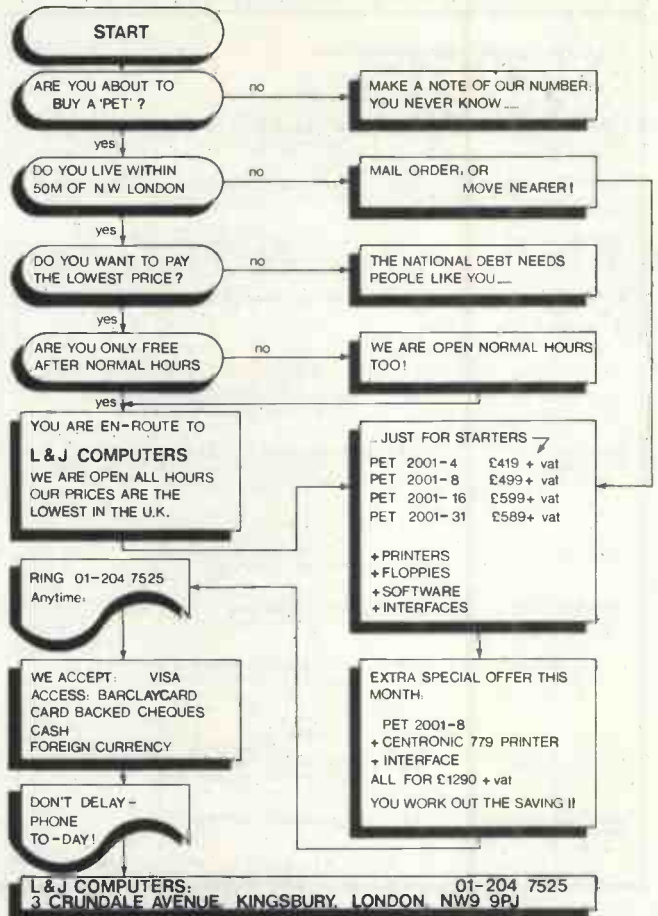 START
ARE YOU ABOUT TO
BUY A 'PET' ?
no
MAKE A NOTE OF OUR NUMBER:
YOU NEVER KNOW...
yes
DO YOU LIVE WITHIN
50M OF N W LONDON
no
MAIL ORDER, OR
MOVE NEARER!
yes
DO YOU WANT TO PAY
THE LOWEST PRICE?
no
THE NATIONAL DEBT NEEDS
PEOPLE LIKE YOU...
yes
ARE YOU ONLY FREE
AFTER NORMAL HOURS
no
WE ARE OPEN NORMAL HOURS
TOO!
yes
YOU ARE EN-ROUTE TO
L & J COMPUTERS
WE ARE OPEN ALL HOURS
OUR PRICES ARE THE
LOWEST IN THE U.K.
...JUST FOR STARTERS
PET 2001-4 £419 + vat
PET 2001-8 £499 + vat
PET 2001-16 £599 + vat
PET 2001-31 £589 + vat
+ PRINTERS
+ FLOPPIES
+ SOFTWARE
+ INTERFACES
RING 01-204 7525
Anytime:
WE ACCEPT: VISA
ACCESS: BARCLAYCARD
CARD BACKED CHEQUES
CASH
FOREIGN CURRENCY
EXTRA SPECIAL OFFER THIS
MONTH:
PET 2001-8
+ CENTRONIC 779 PRINTER
+ INTERFACE
ALL FOR £1290 + vat
YOU WORK OUT THE SAVING !!
DON'T DELAY -
PHONE
TO-DAY!
L & J COMPUTERS: 01-204 7525
3 CRUNDALE AVENUE, KINGSBURY, LONDON NW9 9PJ